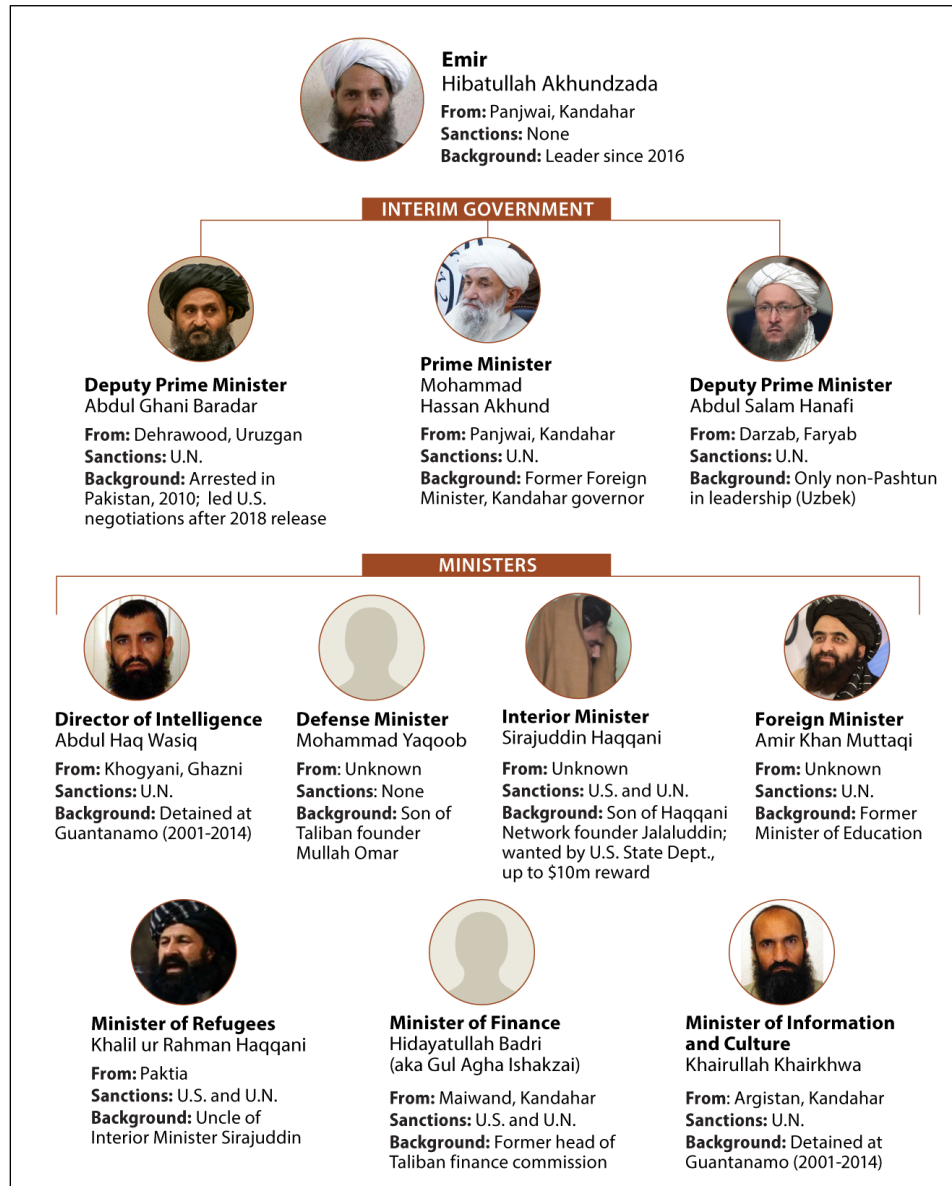 Emir
Hibatullah Akhundzada
From: Panjwai, Kandahar
Sanctions: None
Background: Leader since 2016
INTERIM GOVERNMENT
Deputy Prime Minister
Abdul Ghani Baradar
From: Dehrawood, Uruzgan
Sanctions: U.N.
Background: Arrested in
Pakistan, 2010; led U.S.
negotiations after 2018 release
Prime Minister
Mohammad
Hassan Akhund
From: Panjwai, Kandahar
Sanctions: U.N.
Background: Former Foreign
Minister, Kandahar governor
Deputy Prime Minister
Abdul Salam Hanafi
From: Darzab, Faryab
Sanctions: U.N.
Background: Only non-Pashtun
in leadership (Uzbek)
MINISTERS
Director of Intelligence
Abdul Haq Wasiq
From: Khogyani, Ghazni
Sanctions: U.N.
Background: Detained at
Guantanamo (2001-2014)
Defense Minister
Mohammad Yaqoob
From: Unknown
Sanctions: None
Background: Son of
Taliban founder
Mullah Omar
Interior Minister
Sirajuddin Haqqani
From: Unknown
Sanctions: U.S. and U.N.
Background: Son of Haqqani
Network founder Jalaluddin;
wanted by U.S. State Dept.,
up to $10m reward
Foreign Minister
Amir Khan Muttaqi
From: Unknown
Sanctions: U.N.
Background: Former
Minister of Education
Minister of Refugees
Khalil ur Rahman Haqqani
From: Paktia
Sanctions: U.S. and U.N.
Background: Uncle of
Interior Minister Sirajuddin
Minister of Finance
Hidayatullah Badri
(aka Gul Agha Ishakzai)
From: Maiwand, Kandahar
Sanctions: U.S. and U.N.
Background: Former head of
Taliban finance commission
Minister of Information
and Culture
Khairullah Khairkhwa
From: Argistan, Kandahar
Sanctions: U.N.
Background: Detained at
Guantanamo (2001-2014)